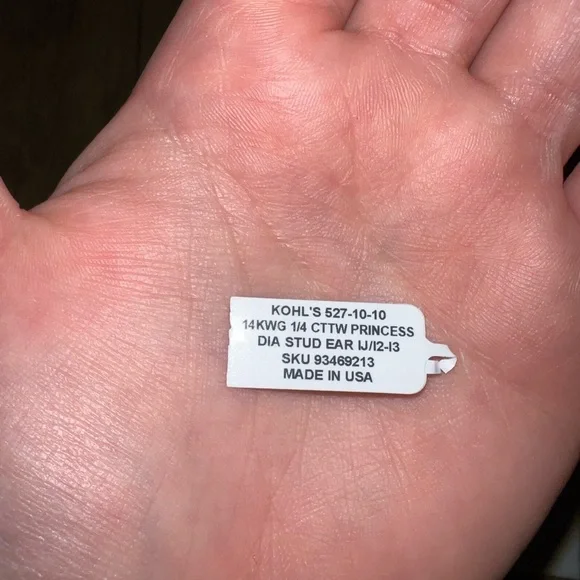 KOHL'S 527-10-10
14KWG 1/4 CTTW PRINCESS
DIA STUD EAR IJ/I2-I3
SKU 93469213
MADE IN USA